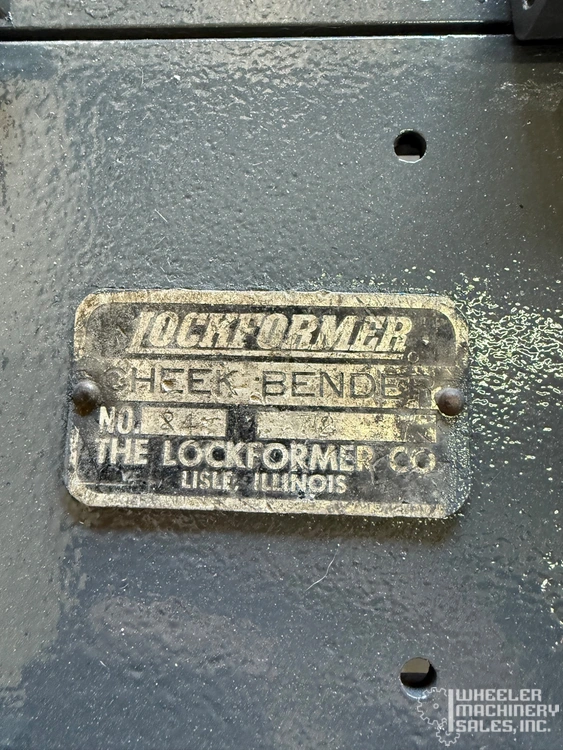 LOCKFORMER
CHEEK BENDER
NO.
THE LOCKFORMER CO
LISLE, ILLINOIS
WHEELER
MACHINERY
SALES, INC.